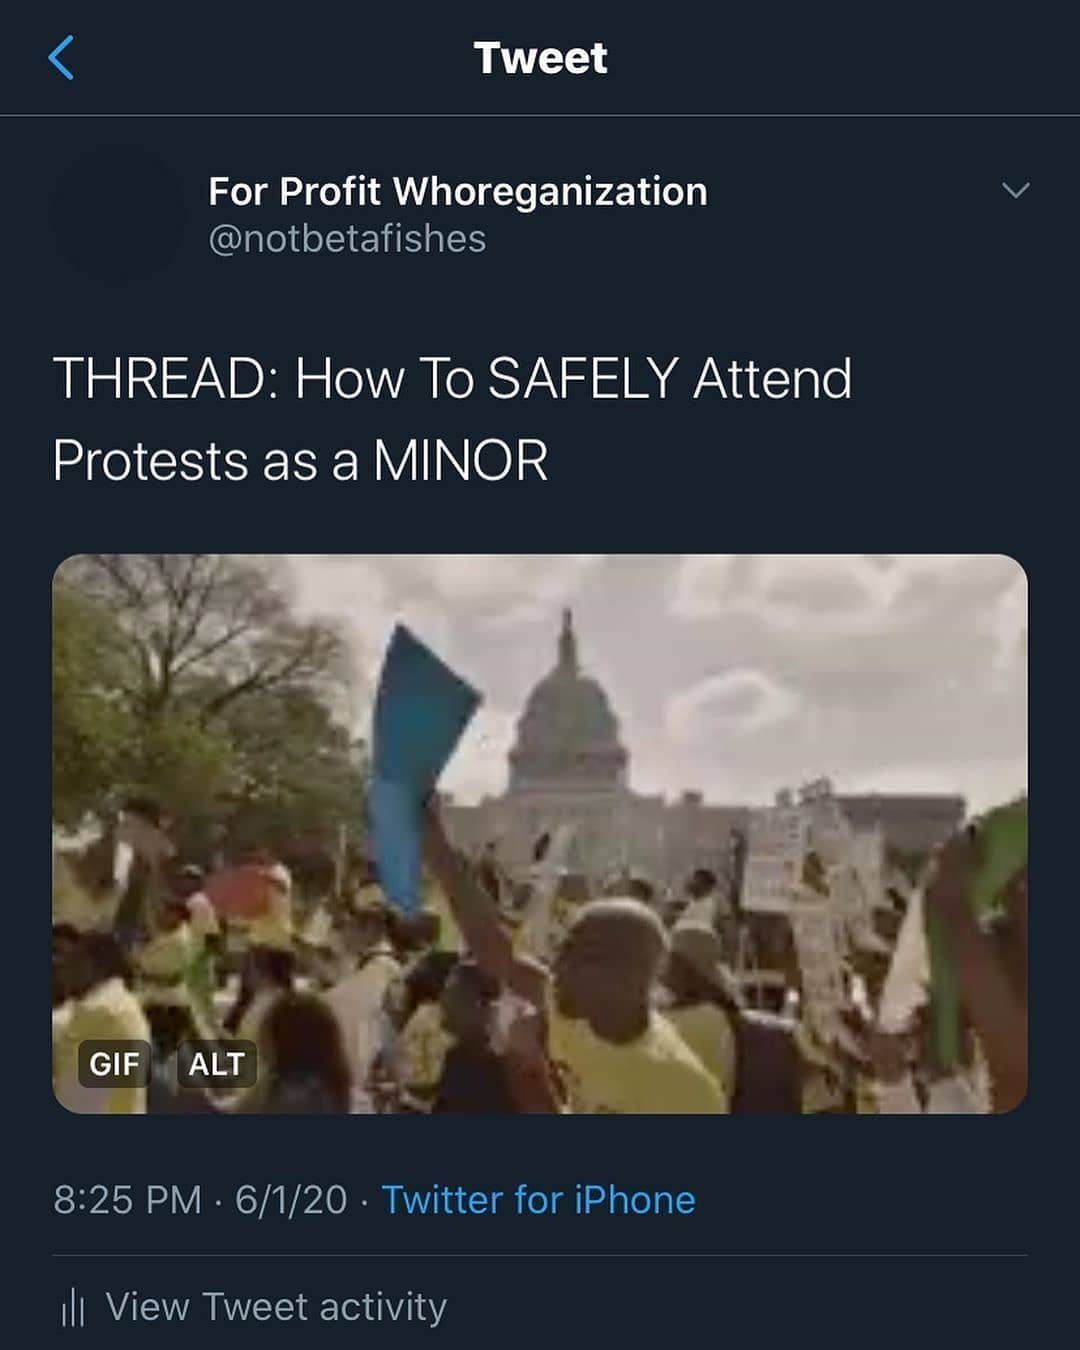 Tweet
For Profit Whoreganization
@notbetafishes
THREAD: How To SAFELY Attend
Protests as a MINOR
GIF ALT
8:25 PM · 6/1/20 · Twitter for iPhone
View Tweet activity